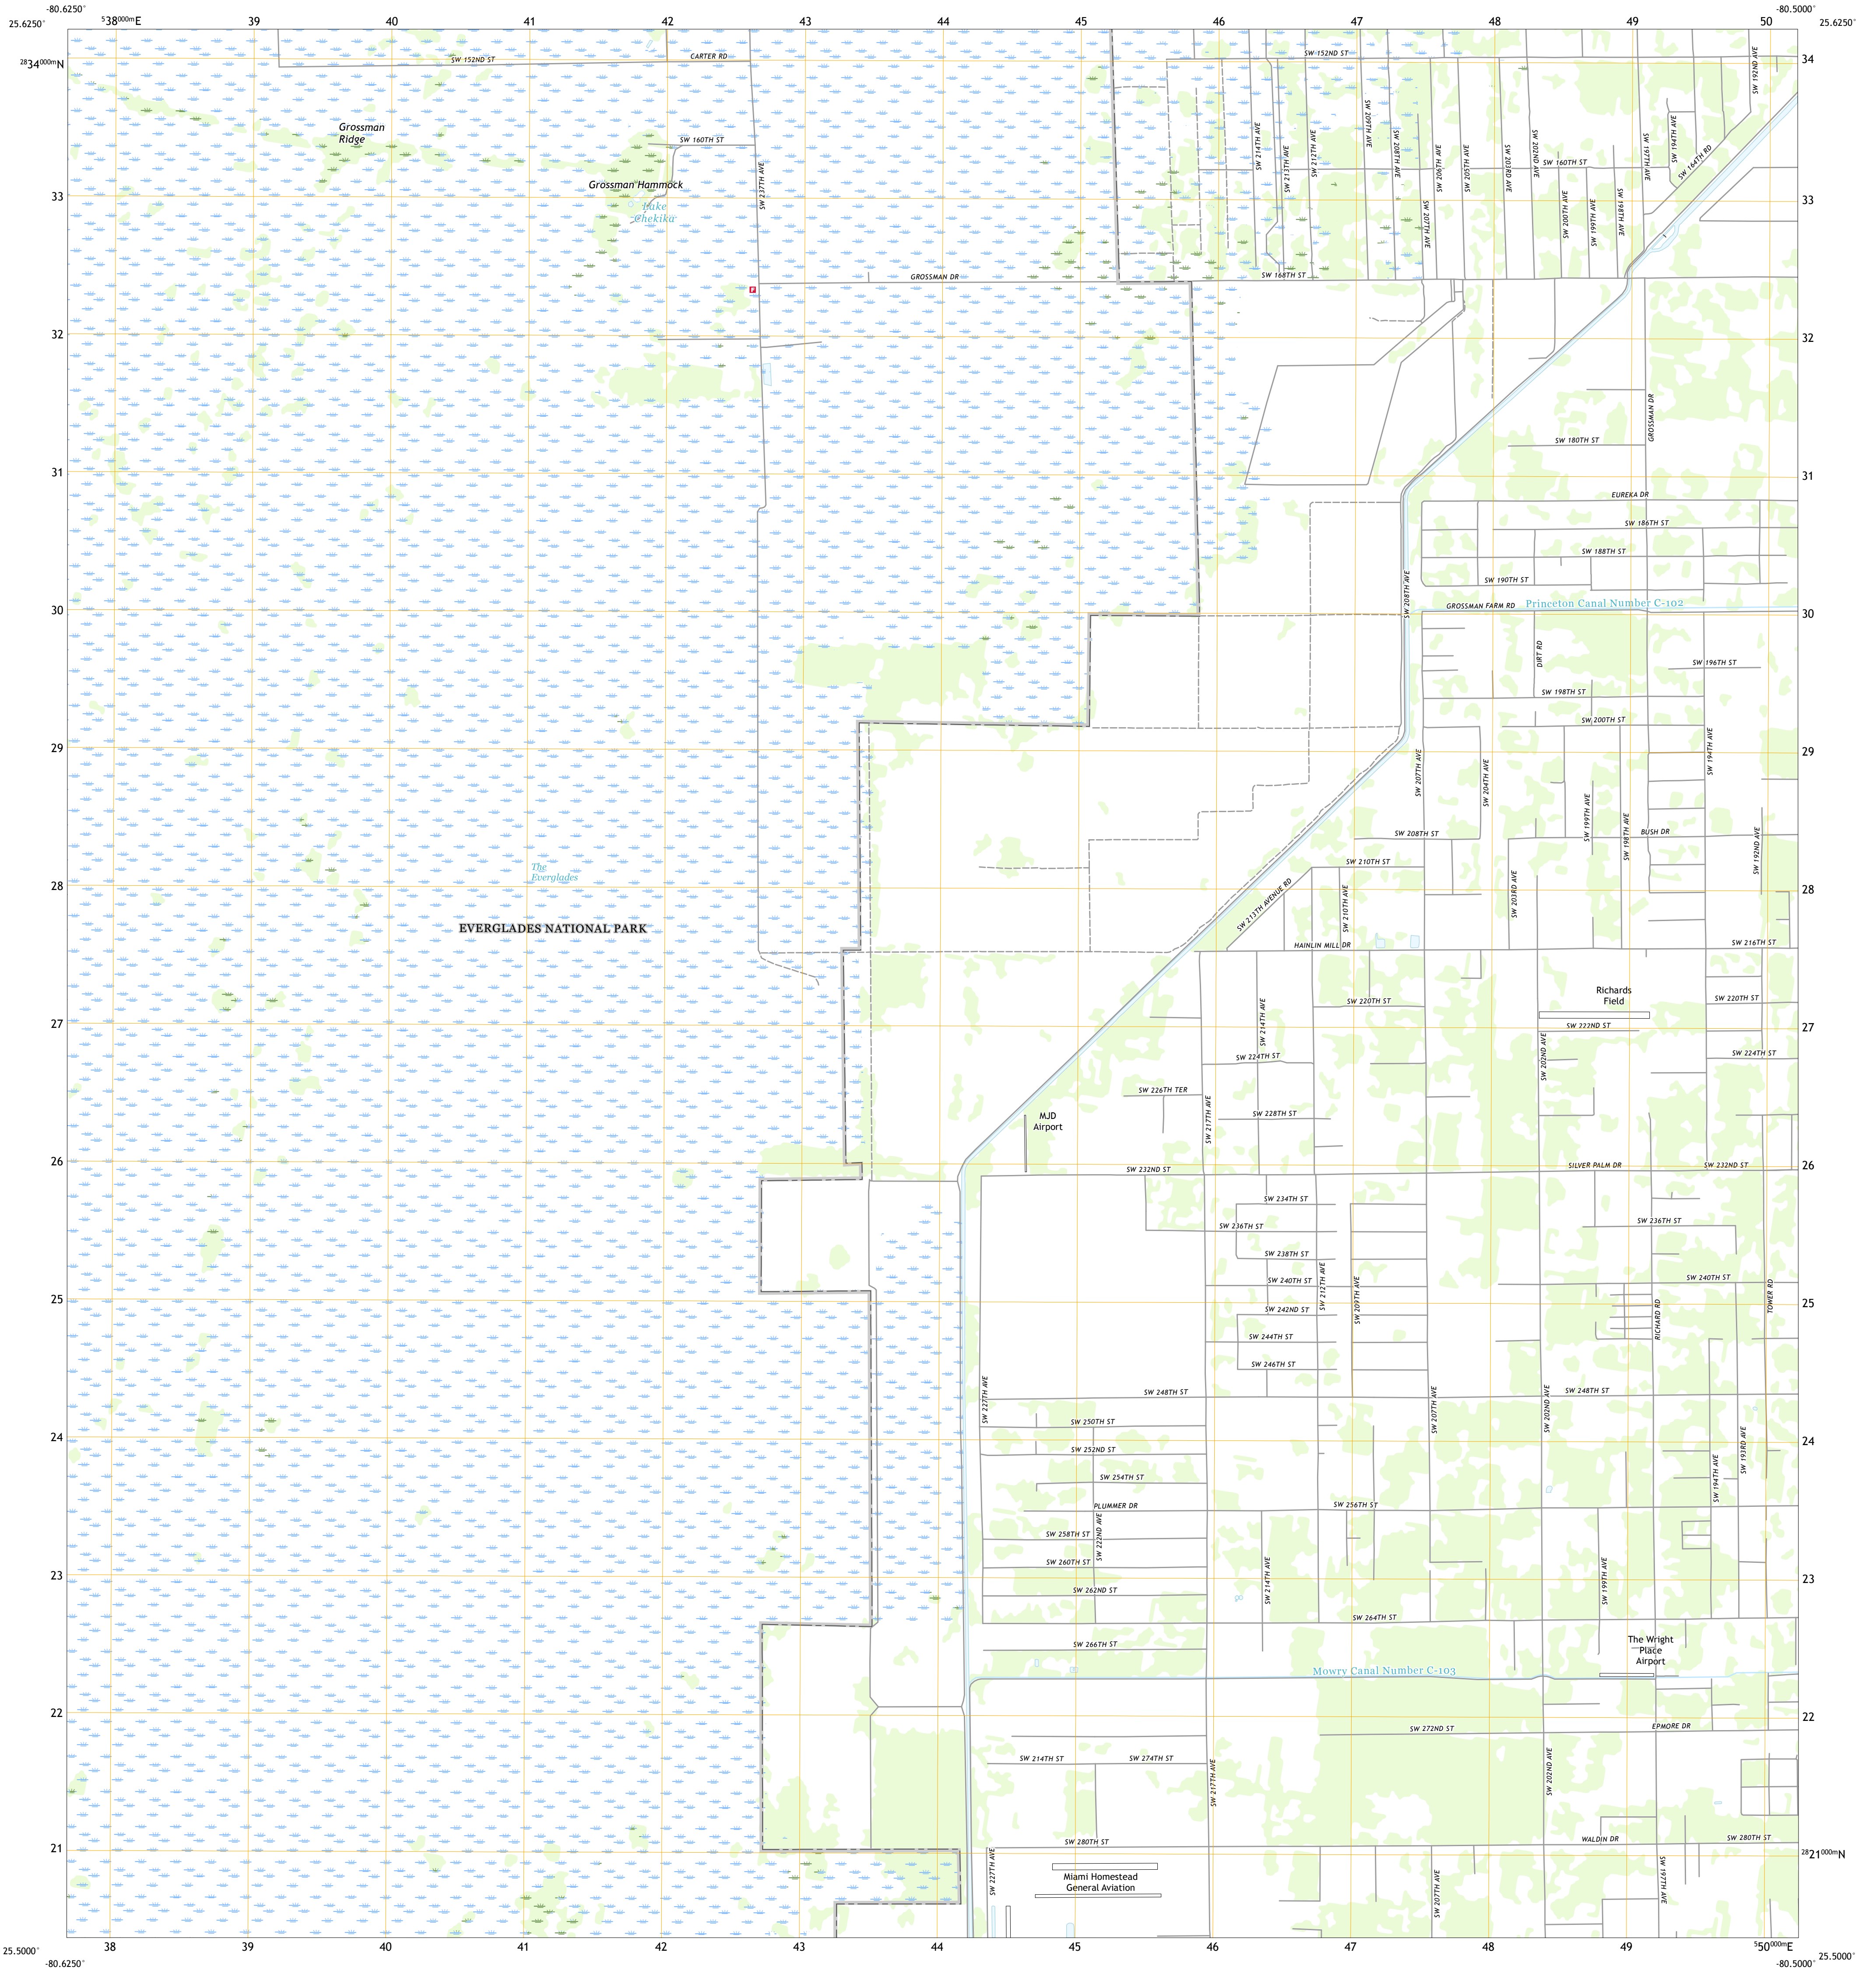 -80.6250°
-80.5000°
25.6250°
538000mE
39
40
41
42
43
44
45
46
47
48
49
50
25.6250°
2834000mN
SW 152ND ST
CARTER RD
SW 152ND ST
SW 192ND AVE
34
Grossman
Ridge
SW 160TH ST
SW 237TH AVE
Grossman Hammock
Lake
Chekika
SW 214TH AVE
SW 213TH AVE
SW 212TH AVE
SW 209TH AVE
SW 208TH AVE
SW 207TH AVE
SW 206TH AVE
SW 205TH AVE
SW 203RD AVE
SW 202ND AVE
SW 160TH ST
SW 200TH AVE
SW 199TH AVE
SW 198TH AVE
SW 197TH AVE
SW 194TH AVE
SW 164TH RD
33
33
GROSSMAN DR
SW 168TH ST
F
32
32
GROSSMAN DR
SW 180TH ST
31
31
EUREKA DR
SW 186TH ST
SW 188TH ST
SW 190TH ST
SW 208TH AVE
GROSSMAN FARM RD
Princeton Canal Number C-102
30
30
DIRT RD
SW 196TH ST
SW 198TH ST
SW 200TH ST
29
29
SW 207TH AVE
SW 204TH AVE
SW 194TH AVE
SW 199TH AVE
SW 198TH AVE
SW 208TH ST
BUSH DR
SW 192ND AVE
The
Everglades
SW 210TH ST
SW 213TH AVENUE RD
SW 210TH AVE
SW 203RD AVE
28
28
EVERGLADES NATIONAL PARK
HAINLIN MILL DR
SW 216TH ST
Richards
Field
SW 214TH AVE
SW 220TH ST
SW 220TH ST
27
SW 222ND ST
27
SW 224TH ST
SW 202ND AVE
SW 224TH ST
SW 226TH TER
MJD
Airport
SW 217TH AVE
SW 228TH ST
26
SW 232ND ST
SILVER PALM DR
SW 232ND ST
26
SW 234TH ST
SW 236TH ST
SW 236TH ST
SW 238TH ST
SW 240TH ST
SW 212TH AVE
SW 209TH AVE
SW 240TH ST
TOWER RD
25
SW 242ND ST
RICHARD RD
25
SW 244TH ST
SW 246TH ST
SW 227TH AVE
SW 248TH ST
SW 207TH AVE
SW 202ND AVE
SW 248TH ST
SW 250TH ST
24
SW 252ND ST
SW 193RD AVE
24
SW 254TH ST
SW 194TH AVE
PLUMMER DR
SW 256TH ST
SW 258TH ST
SW 222ND AVE
SW 260TH ST
SW 214TH AVE
SW 199TH AVE
23
SW 262ND ST
23
SW 264TH ST
SW 266TH ST
The Wright
Place
Airport
Mowry Canal Number C-103
22
22
SW 272ND ST
EPMORE DR
SW 214TH ST
SW 274TH ST
SW 217TH AVE
SW 202ND AVE
21
SW 280TH ST
WALDIN DR
SW 280TH ST
2821000mN
SW 227TH AVE
Miami Homestead
General Aviation
SW 207TH AVE
SW 197TH AVE
25.5000°
38
39
40
41
42
43
44
45
46
47
48
49
550000mE
25.5000°
-80.6250°
-80.5000°